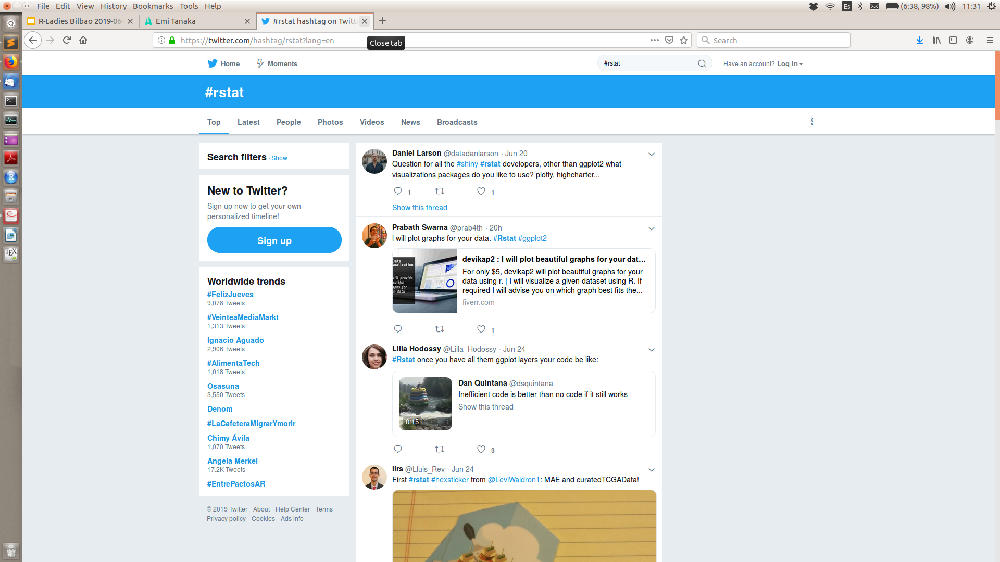 File Edit View History Bookmarks Tools Help
Es
(6:38, 98%)
11:31
R-Ladies Bilbao 2019-06-
Emi Tanaka
#rstat hashtag on Twitt
https://twitter.com/hashtag/rstat?lang=en
Search
Close tab
Home
Moments
#rstat
Have an account? Log in
#rstat
Top Latest People Photos Videos News Broadcasts
Search filters · Show
New to Twitter?
Sign up now to get your own
personalized timeline!
Sign up
Worldwide trends
#FelizJueves
9,078 Tweets
#VeinteaMediaMarkt
1,313 Tweets
Ignacio Aguado
2,906 Tweets
#AlimentaTech
1,018 Tweets
Osasuna
3,550 Tweets
Denom
#LaCafeteraMigrarYmorir
Chimy Ávila
1,070 Tweets
Angela Merkel
17.2K Tweets
#EntrePactosAR
© 2019 Twitter About Help Center Terms
Privacy policy Cookies Ads info
Daniel Larson @datadanlarson · Jun 20
Question for all the #shiny #rstat developers, other than ggplot2 what
visualizations packages do you like to use? plotly, highcharter...
1
1
Show this thread
Prabath Swarna @prab4th · 20h
I will plot graphs for your data. #Rstat #ggplot2
Data
sualization
will provide
autiful
aphs for
r data
devikap2 : I will plot beautiful graphs for your dat...
For only $5, devikap2 will plot beautiful graphs for your
data using r. | I will visualize a given dataset using R. If
required I will advise you on which graph best fits the...
fiverr.com
1
Lilla Hodossy @Lilla_Hodossy · Jun 24
#Rstat once you have all them ggplot layers your code be like:
0:15
Dan Quintana @dsquintana
Inefficient code is better than no code if it still works
Show this thread
3
llrs @Lluis_Rev · Jun 24
First #rstat #hexsticker from @LeviWaldron1: MAE and curatedTCGAData!
R
TEX